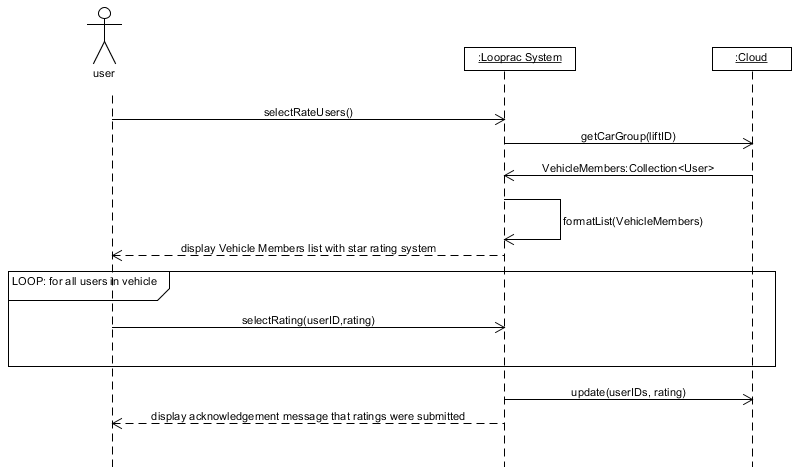 user
:Looprac System
:Cloud
selectRateUsers()
getCarGroup(liftID)
VehicleMembers:Collection<User>
formatList(VehicleMembers)
display Vehicle Members list with star rating system
LOOP: for all users in vehicle
selectRating(userID,rating)
update(userIDs, rating)
display acknowledgement message that ratings were submitted